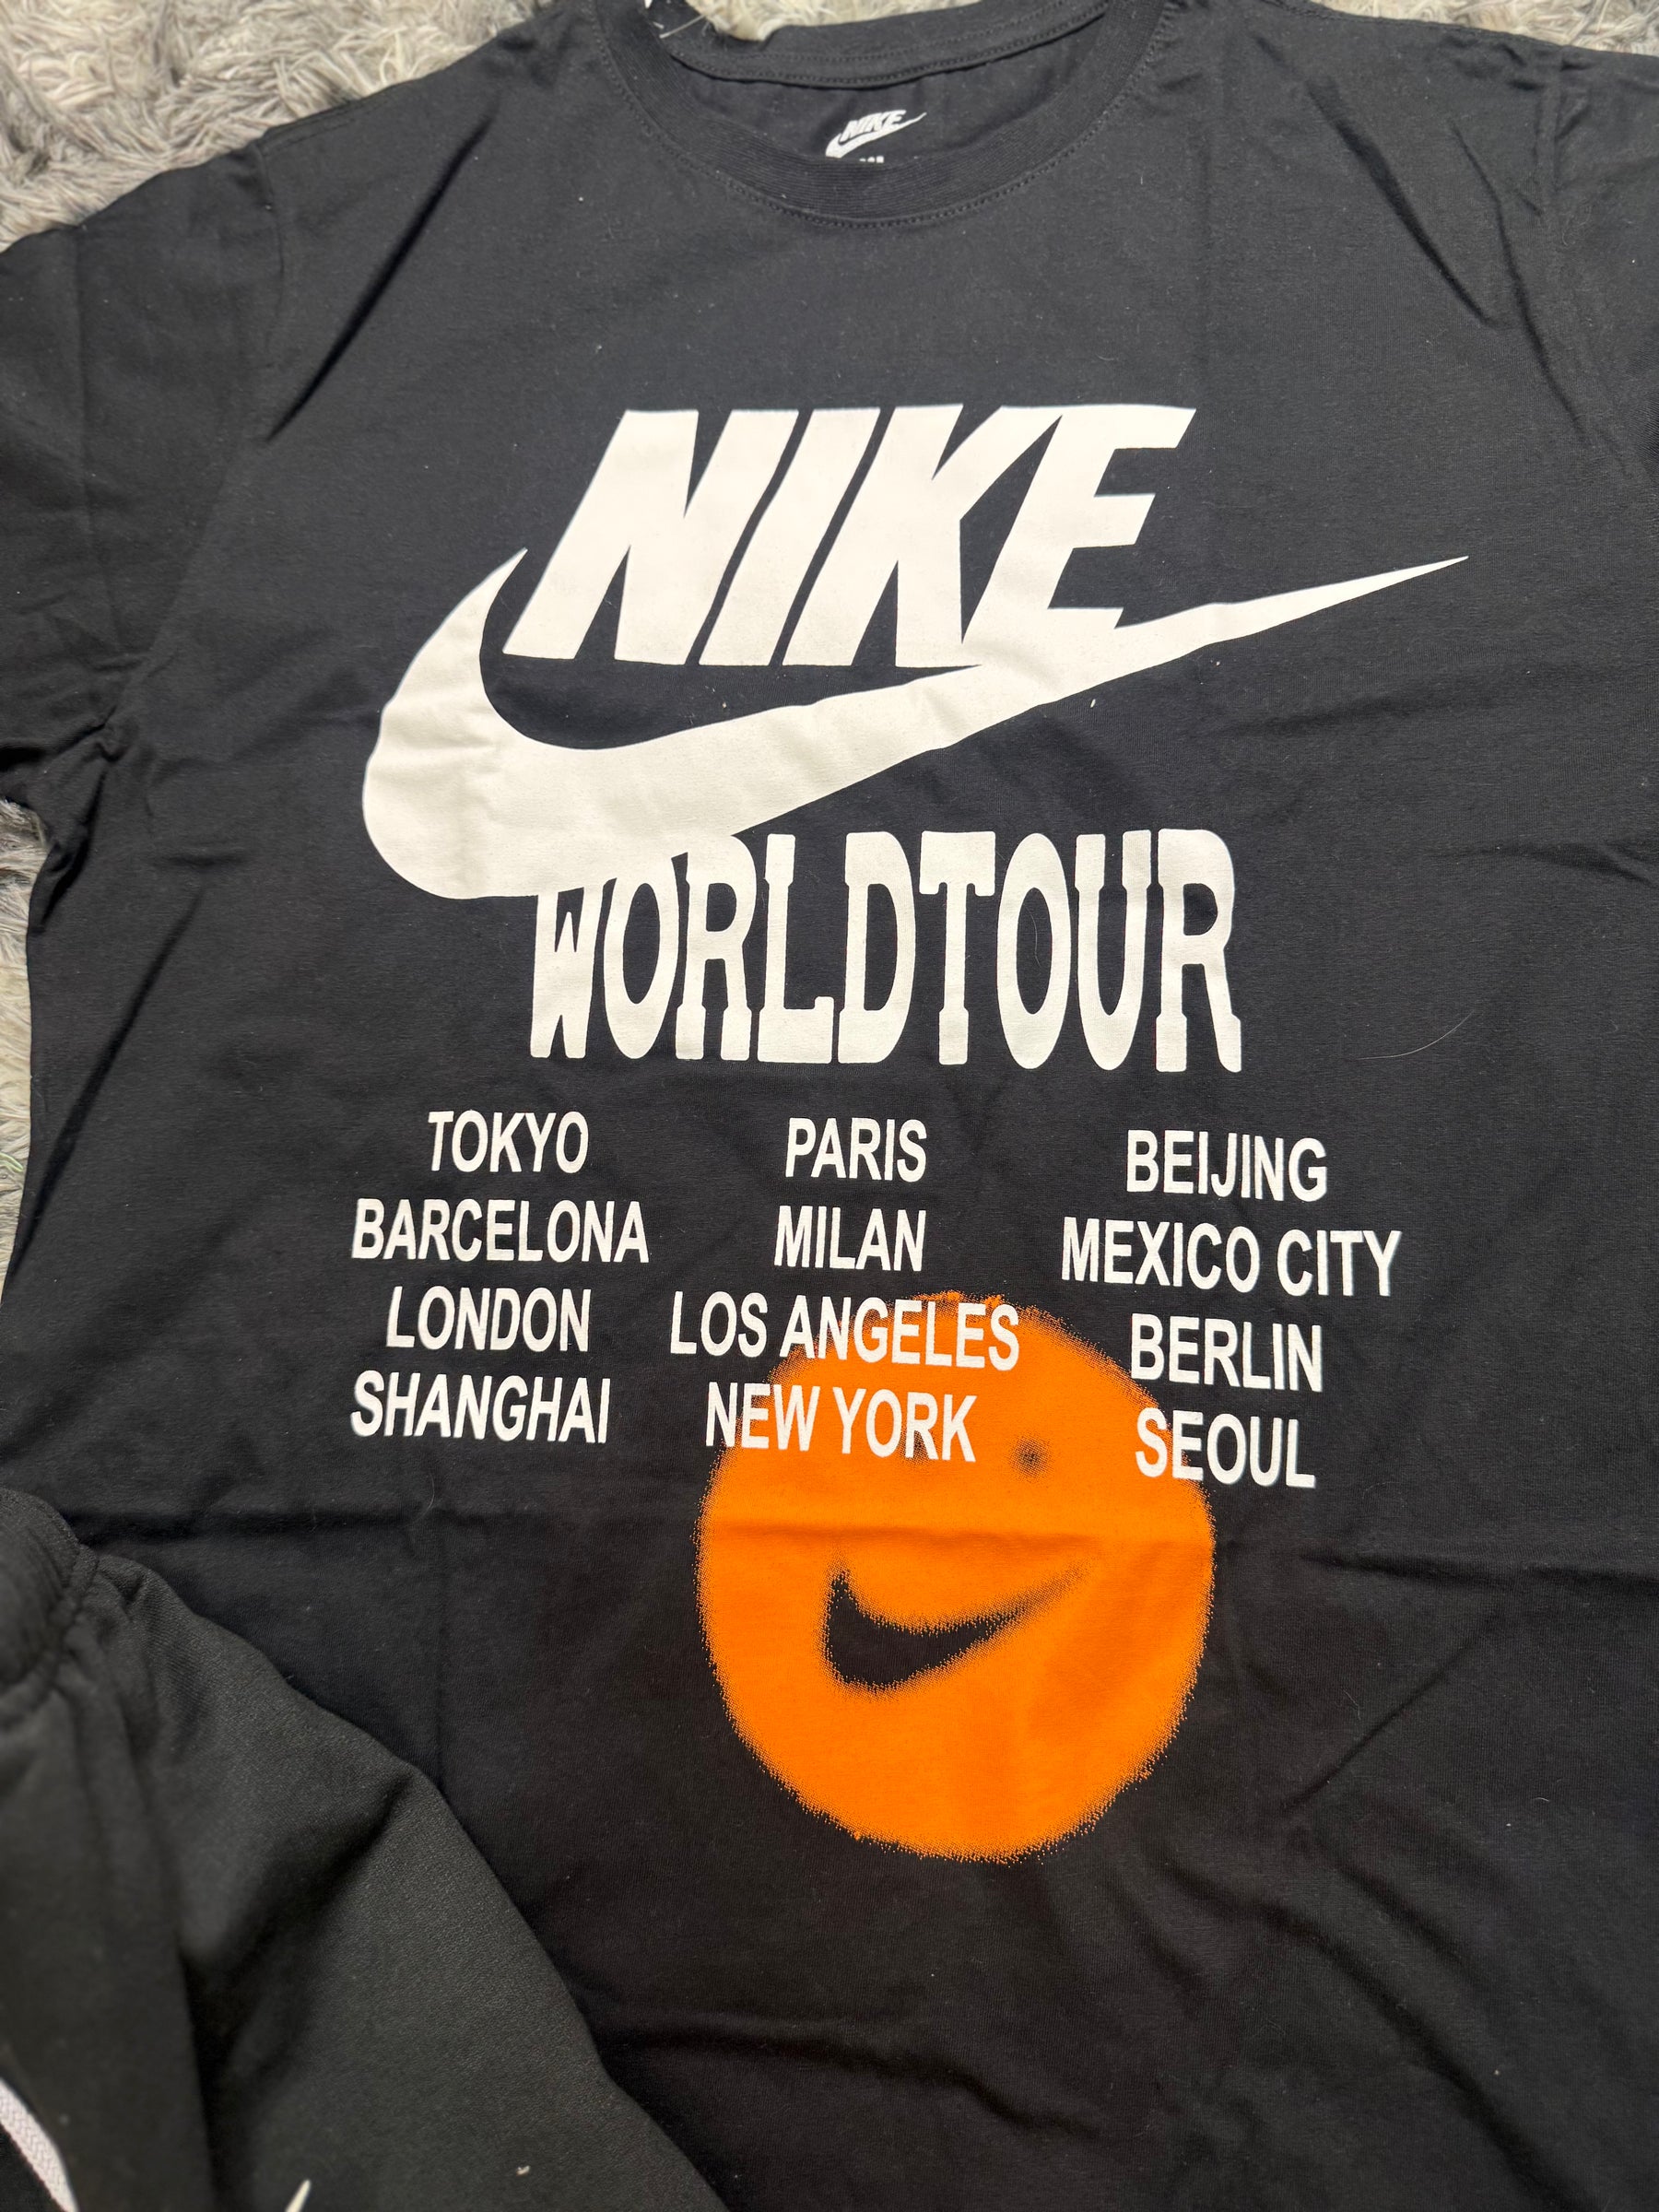 NIKE
NIKE
WORLDTOUR
TOKYO PARIS BEIJING
BARCELONA MILAN MEXICO CITY
LONDON LOS ANGELES BERLIN
SHANGHAI NEW YORK SEOUL